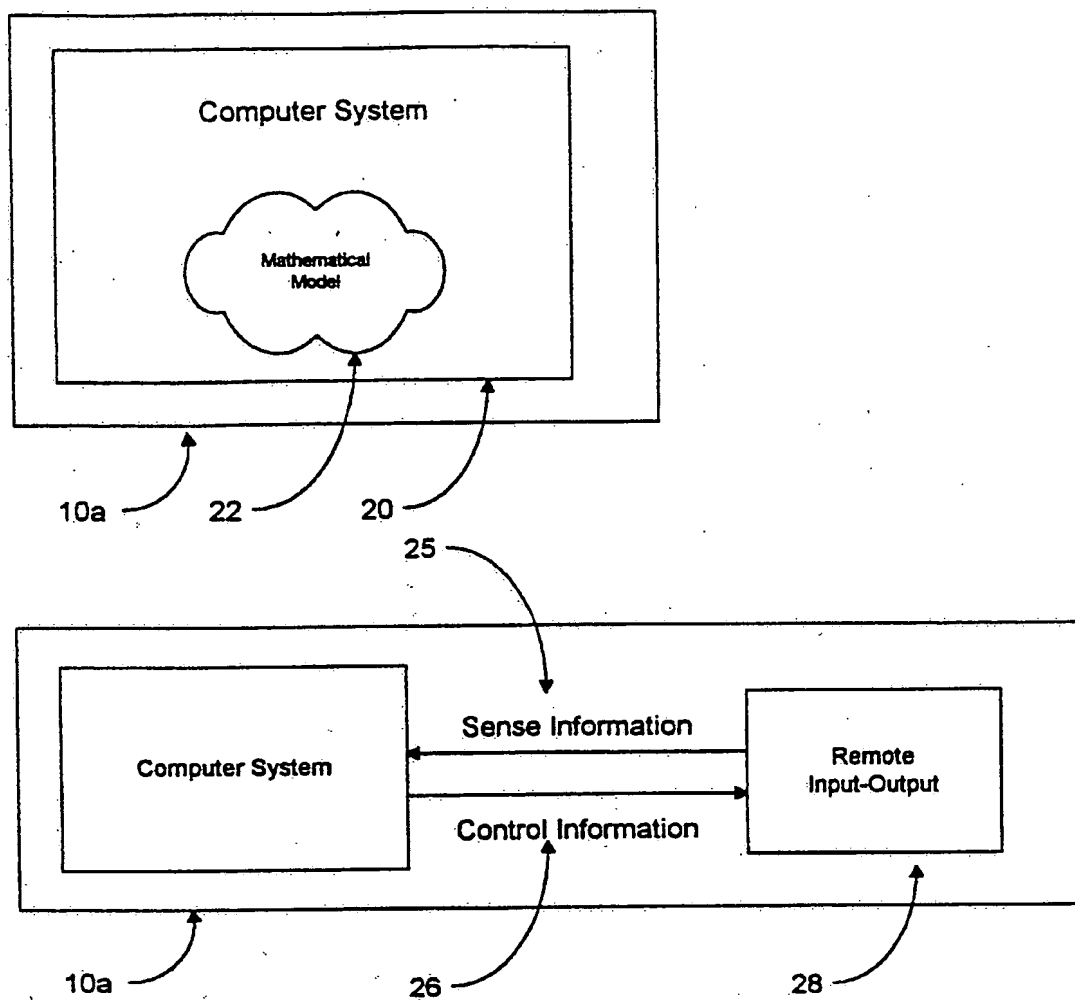 Computer System
Mathematical
Model
10a
22
20
25
Sense Information
Computer System
Remote
Input-Output
Control Information
10a
26
28